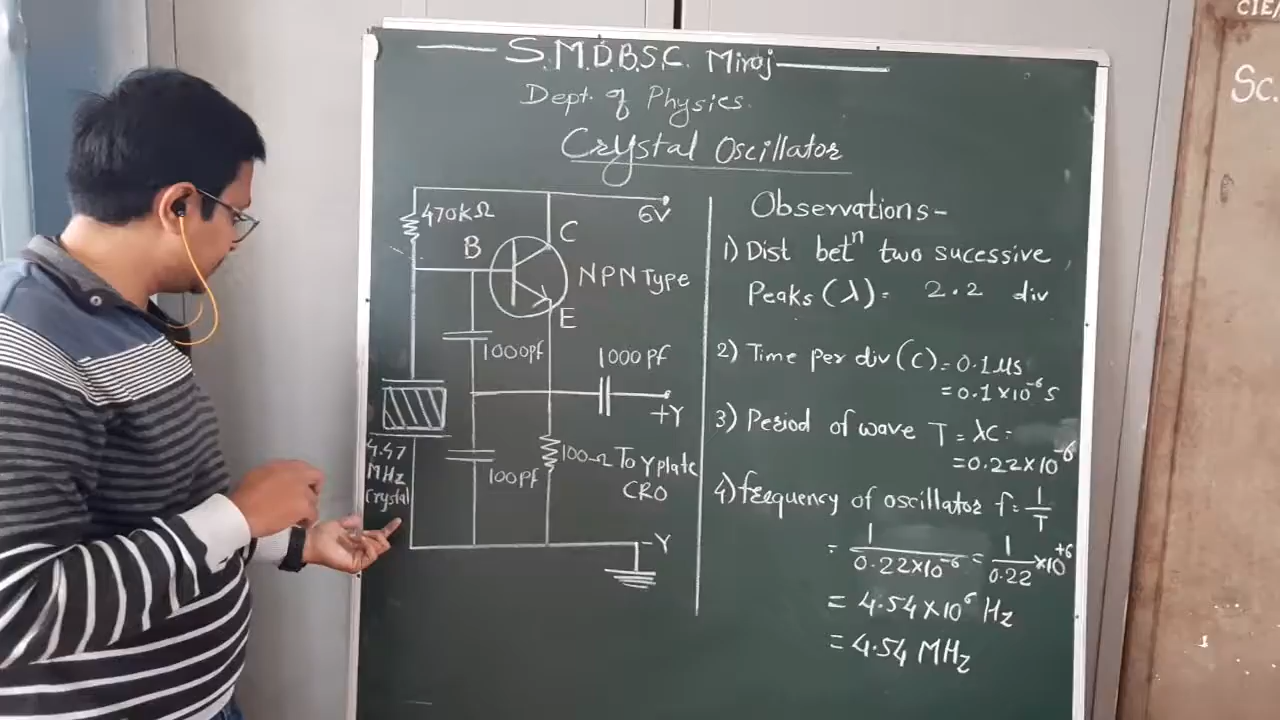 S.M.D.B.S.C. Miroj
Dept. of Physics.
Crystal Oscillator
470kΩ
6V
B
C
NPN Type
E
1000pf
1000 pf
+Y
4.47
MHz
Crystal
100pf
100Ω To Y plate
CRO
-Y
Observations-
1) Dist betⁿ two sucessive
Peaks (λ)= 2.2 div
2) Time per div (C)= 0.1 μs
= 0.1 × 10⁻⁶ s
3) Period of wave T = λC =
= 0.22×10⁻⁶
4) frequency of oscillator f = 1/T
= 1/0.22×10⁻⁶ = 1/0.22 ×10⁺⁶
= 4.54×10⁶ Hz
= 4.54 MHz
CIE/
Sc.